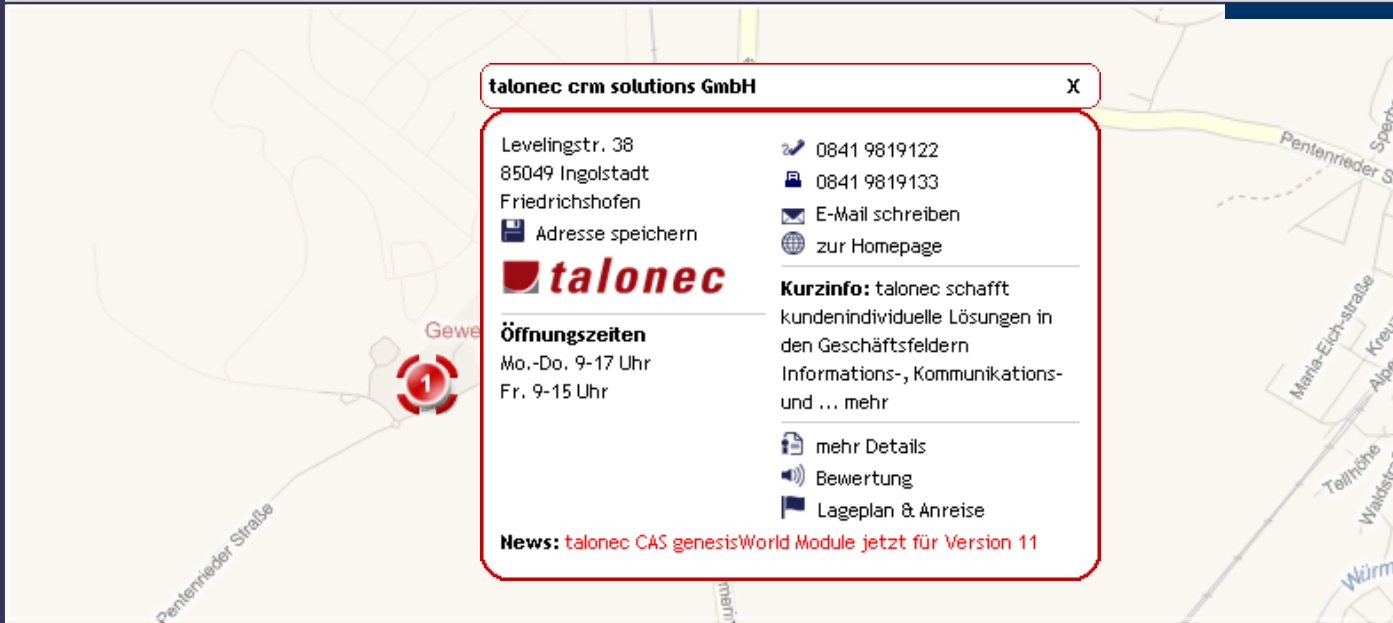 talonec crm solutions GmbH X
Levelingstr. 38
85049 Ingolstadt
Friedrichshofen
Adresse speichern
talonec
Öffnungszeiten
Mo.-Do. 9-17 Uhr
Fr. 9-15 Uhr
0841 9819122
0841 9819133
E-Mail schreiben
zur Homepage
Kurzinfo: talonec schafft
kundenindividuelle Lösungen in
den Geschäftsfeldern
Informations-, Kommunikations-
und ... mehr
mehr Details
Bewertung
Lageplan & Anreise
News: talonec CAS genesisWorld Module jetzt für Version 11
Gewe
1
Pentenrieder Straße
Pentenrieder S
Maria-Eich-straße
Tellhöhe
Würm